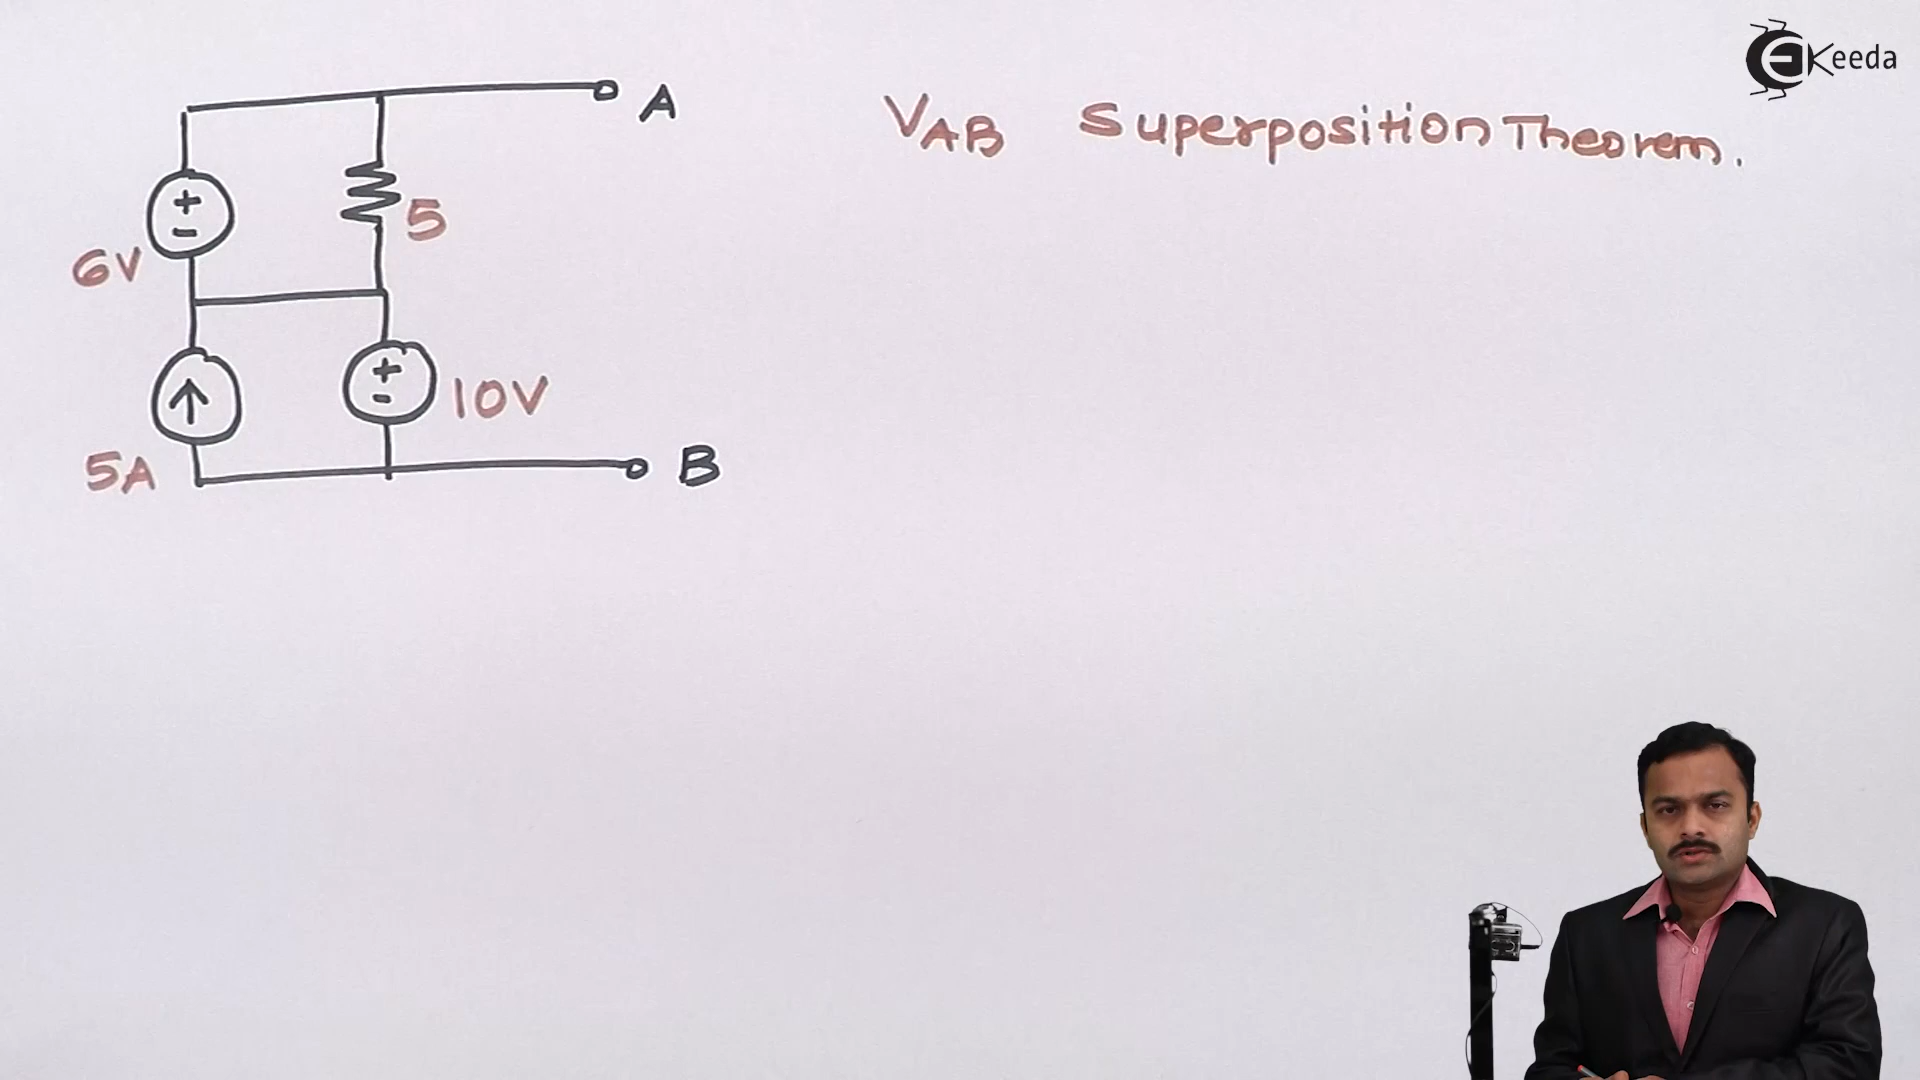 EKeeda
A
VAB Superposition Theorem.
+
-
5
6V
+
-
10V
5A
B